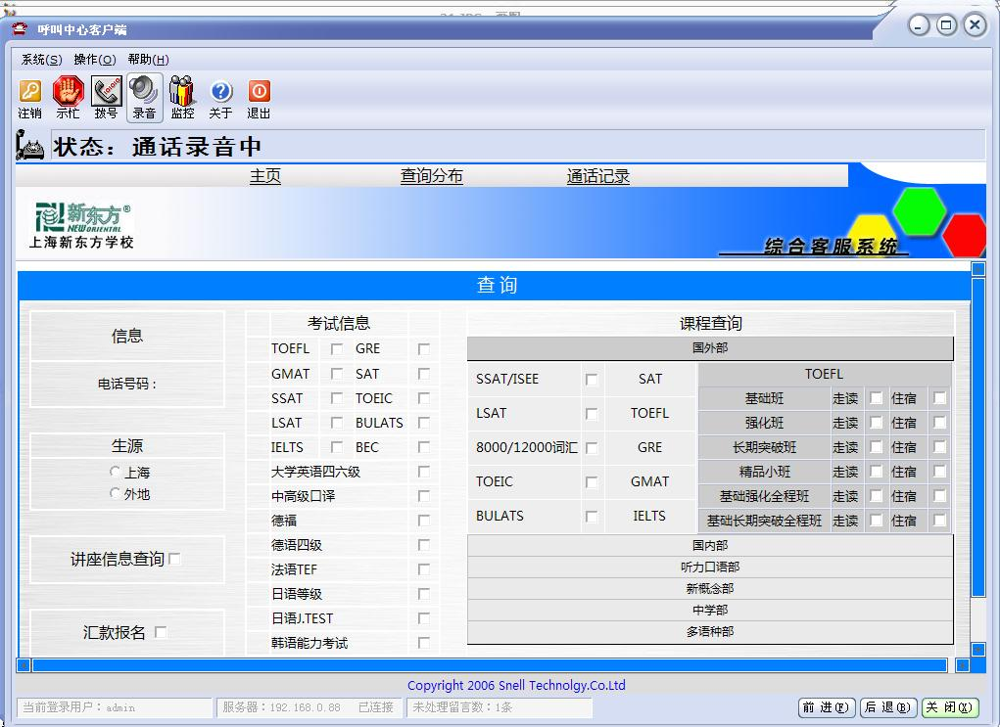 呼叫中心客户端
系统(S) 操作(O) 帮助(H)
注销 示忙 拨号 录音 监控 关于 退出
状态：通话录音中
主页 查询分布 通话记录
新东方®
NEW ORIENTAL
上海新东方学校
综合客服系统
查询
信息
电话号码：
生源
上海
外地
讲座信息查询
汇款报名
考试信息
TOEFL GRE
GMAT SAT
SSAT TOEIC
LSAT BULATS
IELTS BEC
大学英语四六级
中高级口译
德福
德语四级
法语TEF
日语等级
日语J.TEST
韩语能力考试
课程查询
国外部
SSAT/ISEE SAT
LSAT TOEFL
8000/12000词汇 GRE
TOEIC GMAT
BULATS IELTS
TOEFL
基础班 走读 住宿
强化班 走读 住宿
长期突破班 走读 住宿
精品小班 走读 住宿
基础强化全程班 走读 住宿
基础长期突破全程班 走读 住宿
国内部
听力口语部
新概念部
中学部
多语种部
Copyright 2006 Snell Technolgy.Co.Ltd
当前登录用户：admin 服务器：192.168.0.88 已连接 未处理留言数：1条
前 进(F) 后 退(B) 关 闭(X)